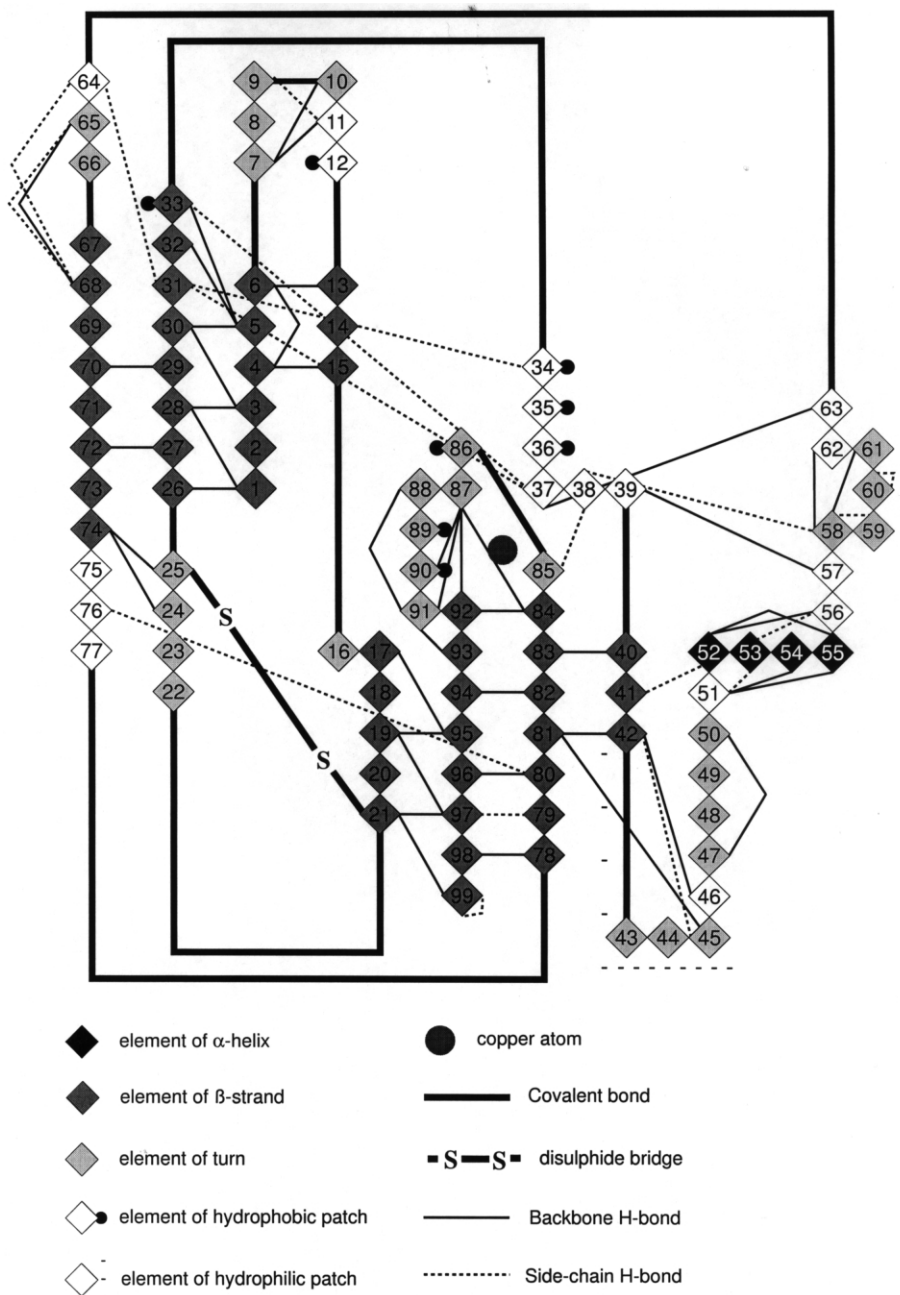 64 9 10
65 8 11
66 7 12
33
67 32
68 31 6 13
69 30 5 14
70 29 4 15 34
71 28 3 35 63
72 27 2 86 36 62 61
73 26 1 88 87 37 38 39 60
74 89 58 59
75 25 90 85 57
76 24 91 92 84 56
S
77 23 16 17 93 83 40 52 53 54 55
22 18 94 82 41 51
19 95 81 42 50
S
20 96 80 49
21 97 79 48
98 78 47
99 46
43 44 45
element of α-helix
copper atom
element of ß-strand
Covalent bond
element of turn
S S disulphide bridge
element of hydrophobic patch
Backbone H-bond
element of hydrophilic patch
Side-chain H-bond